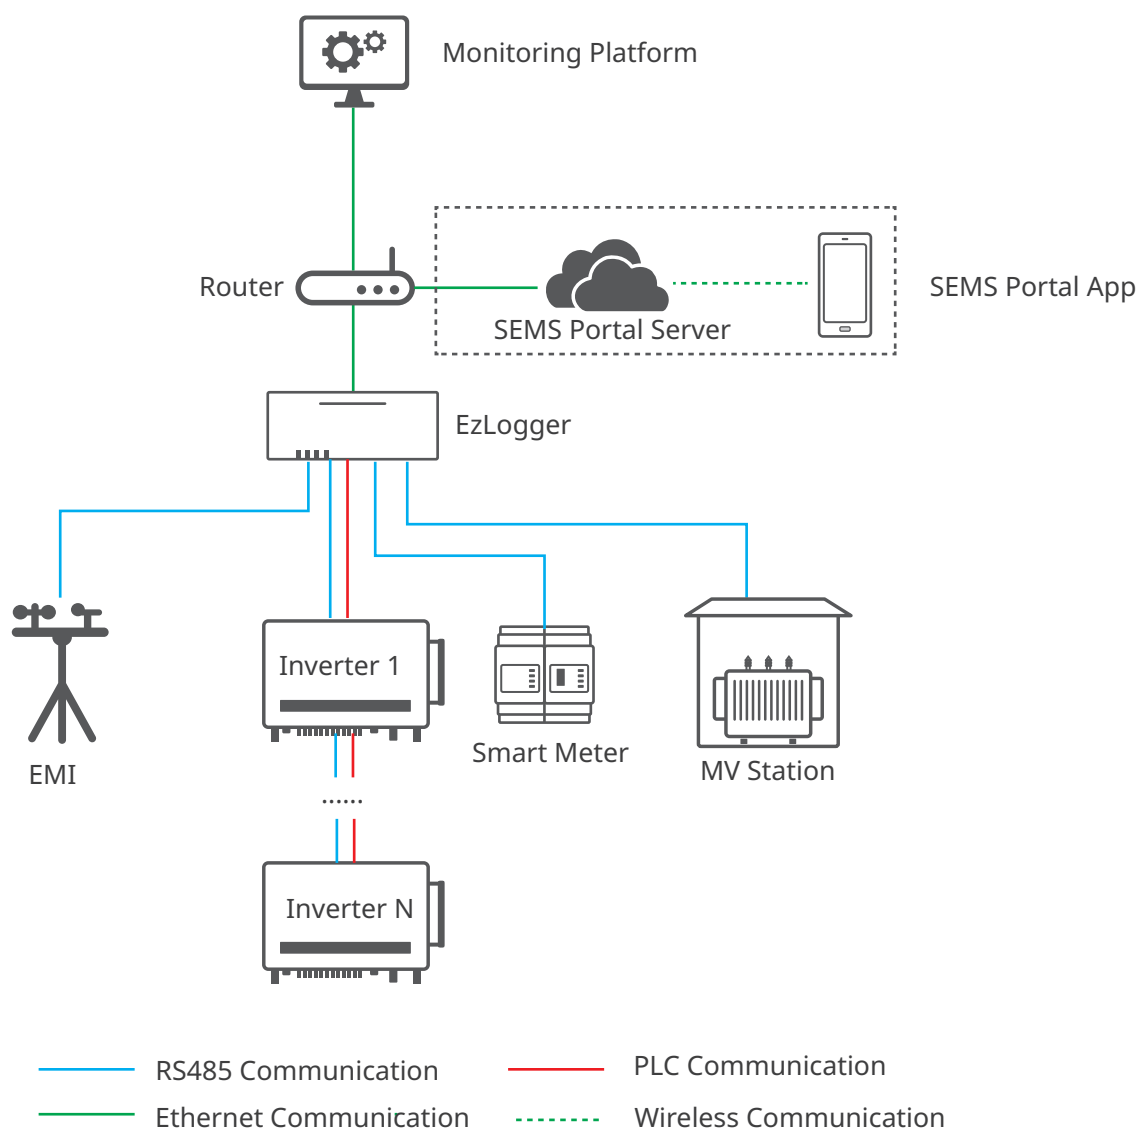 Monitoring Platform
Router
SEMS Portal Server
SEMS Portal App
EzLogger
Inverter 1
Smart Meter
MV Station
EMI
......
Inverter N
RS485 Communication
PLC Communication
Ethernet Communication
Wireless Communication